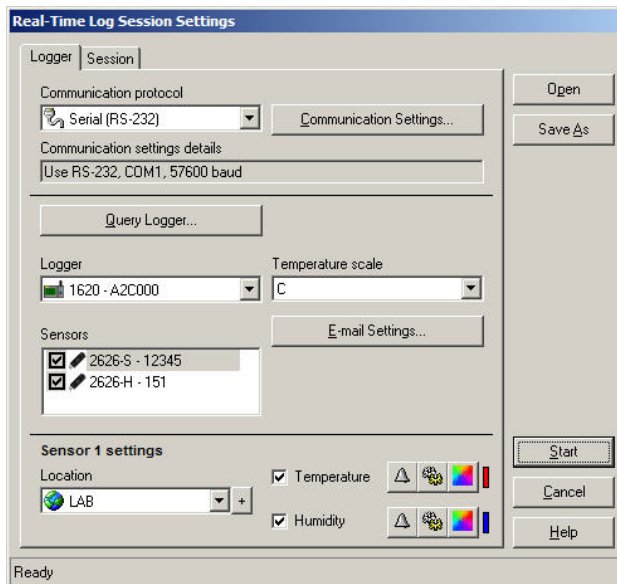 Real-Time Log Session Settings
Logger
Session
Communication protocol
Serial (RS-232)
Communication Settings...
Communication settings details
Use RS-232, COM1, 57600 baud
Query Logger...
Logger
Temperature scale
1620 - A2C000
C
E-mail Settings...
Sensors
2626-S - 12345
2626-H - 151
Sensor 1 settings
Location
LAB
+
Temperature
Humidity
Open
Save As
Start
Cancel
Help
Ready